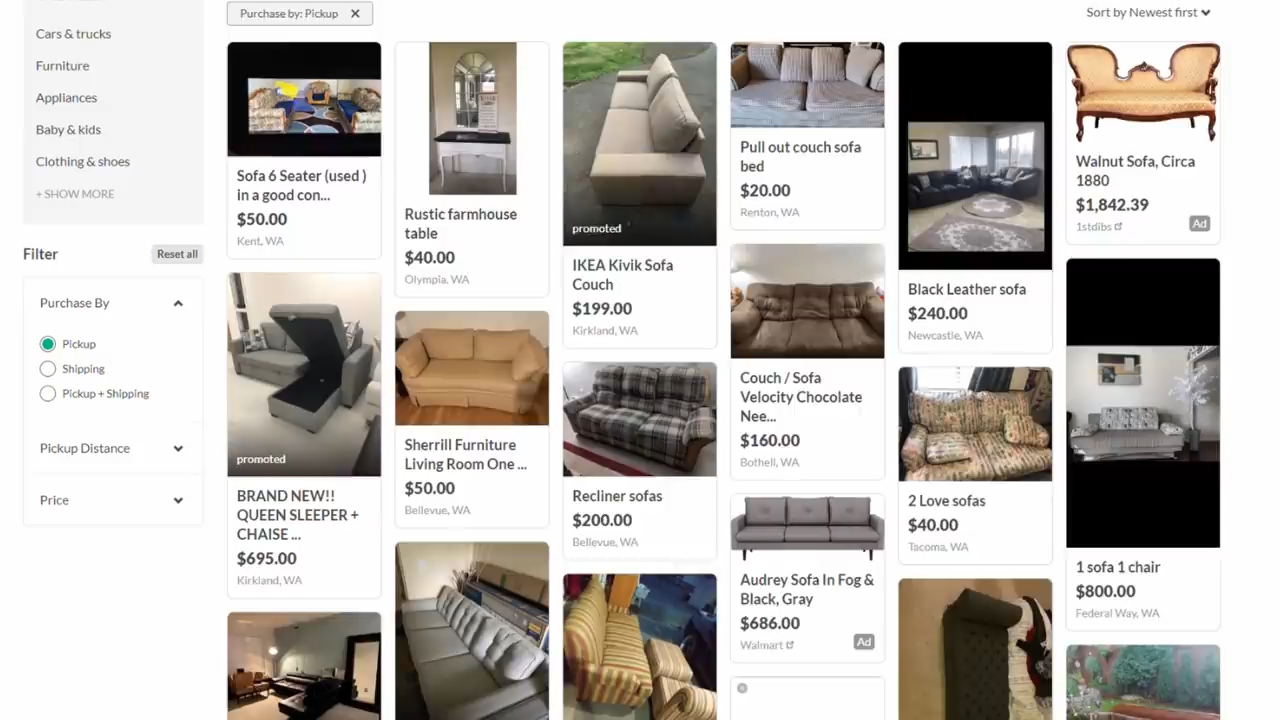 Purchase by: Pickup ✕
Sort by Newest first
Cars & trucks
Furniture
Appliances
Baby & kids
Clothing & shoes
+ SHOW MORE
Filter
Reset all
Purchase By
Pickup
Shipping
Pickup + Shipping
Pickup Distance
Price
Sofa 6 Seater (used )
in a good con...
$50.00
Kent, WA
promoted
BRAND NEW!!
QUEEN SLEEPER +
CHAISE ...
$695.00
Kirkland, WA
Rustic farmhouse
table
$40.00
Olympia, WA
Sherrill Furniture
Living Room One ...
$50.00
Bellevue, WA
promoted
IKEA Kivik Sofa
Couch
$199.00
Kirkland, WA
Recliner sofas
$200.00
Bellevue, WA
Pull out couch sofa
bed
$20.00
Renton, WA
Couch / Sofa
Velocity Chocolate
Nee...
$160.00
Bothell, WA
Audrey Sofa In Fog &
Black, Gray
$686.00
Walmart
Ad
Black Leather sofa
$240.00
Newcastle, WA
2 Love sofas
$40.00
Tacoma, WA
Walnut Sofa, Circa
1880
$1,842.39
1stdibs
Ad
1 sofa 1 chair
$800.00
Federal Way, WA